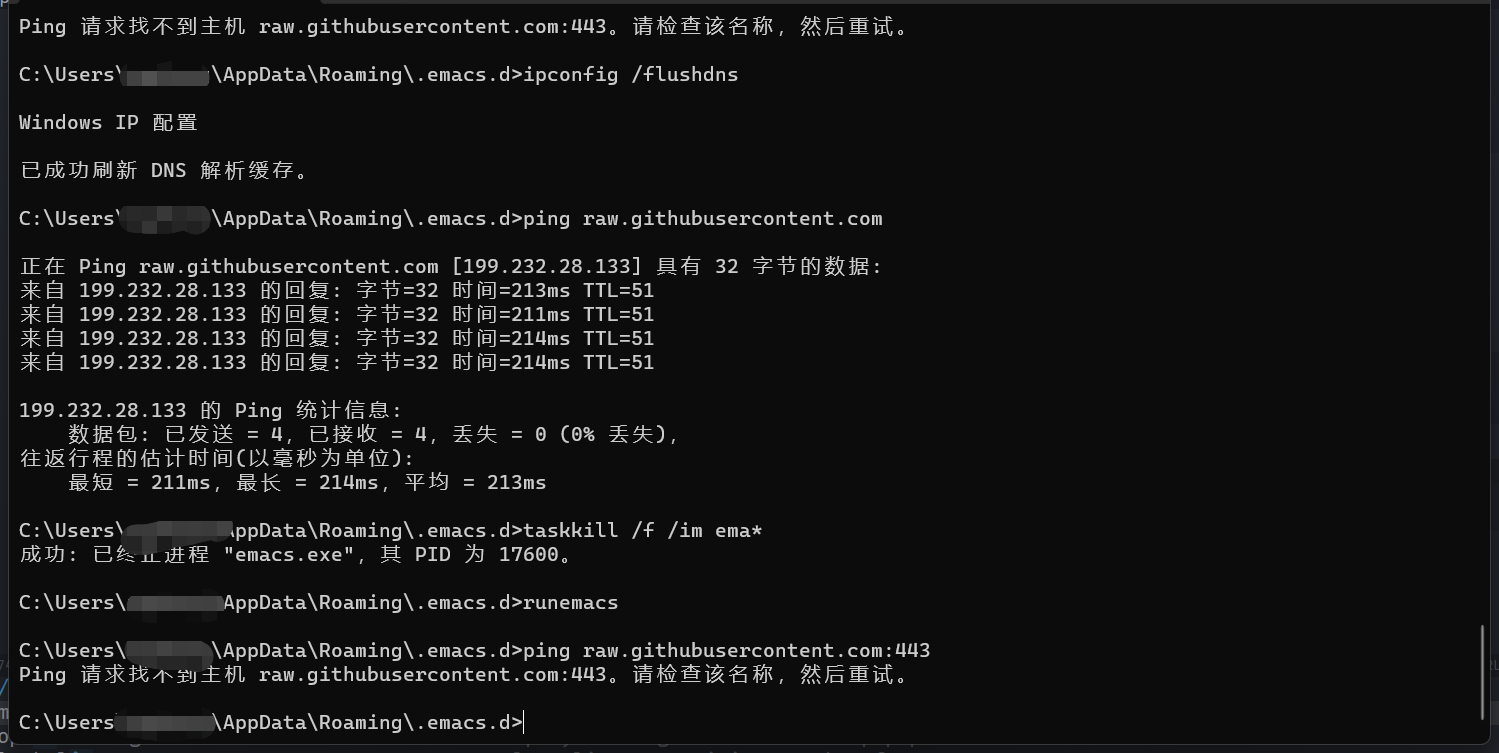 Ping 请求找不到主机 raw.githubusercontent.com:443。请检查该名称，然后重试。
C:\Users\ \AppData\Roaming\.emacs.d>ipconfig /flushdns
Windows IP 配置
已成功刷新 DNS 解析缓存。
C:\Users\ \AppData\Roaming\.emacs.d>ping raw.githubusercontent.com
正在 Ping raw.githubusercontent.com [199.232.28.133] 具有 32 字节的数据:
来自 199.232.28.133 的回复: 字节=32 时间=213ms TTL=51
来自 199.232.28.133 的回复: 字节=32 时间=211ms TTL=51
来自 199.232.28.133 的回复: 字节=32 时间=214ms TTL=51
来自 199.232.28.133 的回复: 字节=32 时间=214ms TTL=51
199.232.28.133 的 Ping 统计信息:
数据包: 已发送 = 4，已接收 = 4，丢失 = 0 (0% 丢失)，
往返行程的估计时间(以毫秒为单位):
最短 = 211ms，最长 = 214ms，平均 = 213ms
C:\Users\ \AppData\Roaming\.emacs.d>taskkill /f /im ema*
成功: 已终止进程 "emacs.exe"，其 PID 为 17600。
C:\Users\ AppData\Roaming\.emacs.d>runemacs
C:\Users\ \AppData\Roaming\.emacs.d>ping raw.githubusercontent.com:443
Ping 请求找不到主机 raw.githubusercontent.com:443。请检查该名称，然后重试。
C:\Users \AppData\Roaming\.emacs.d>